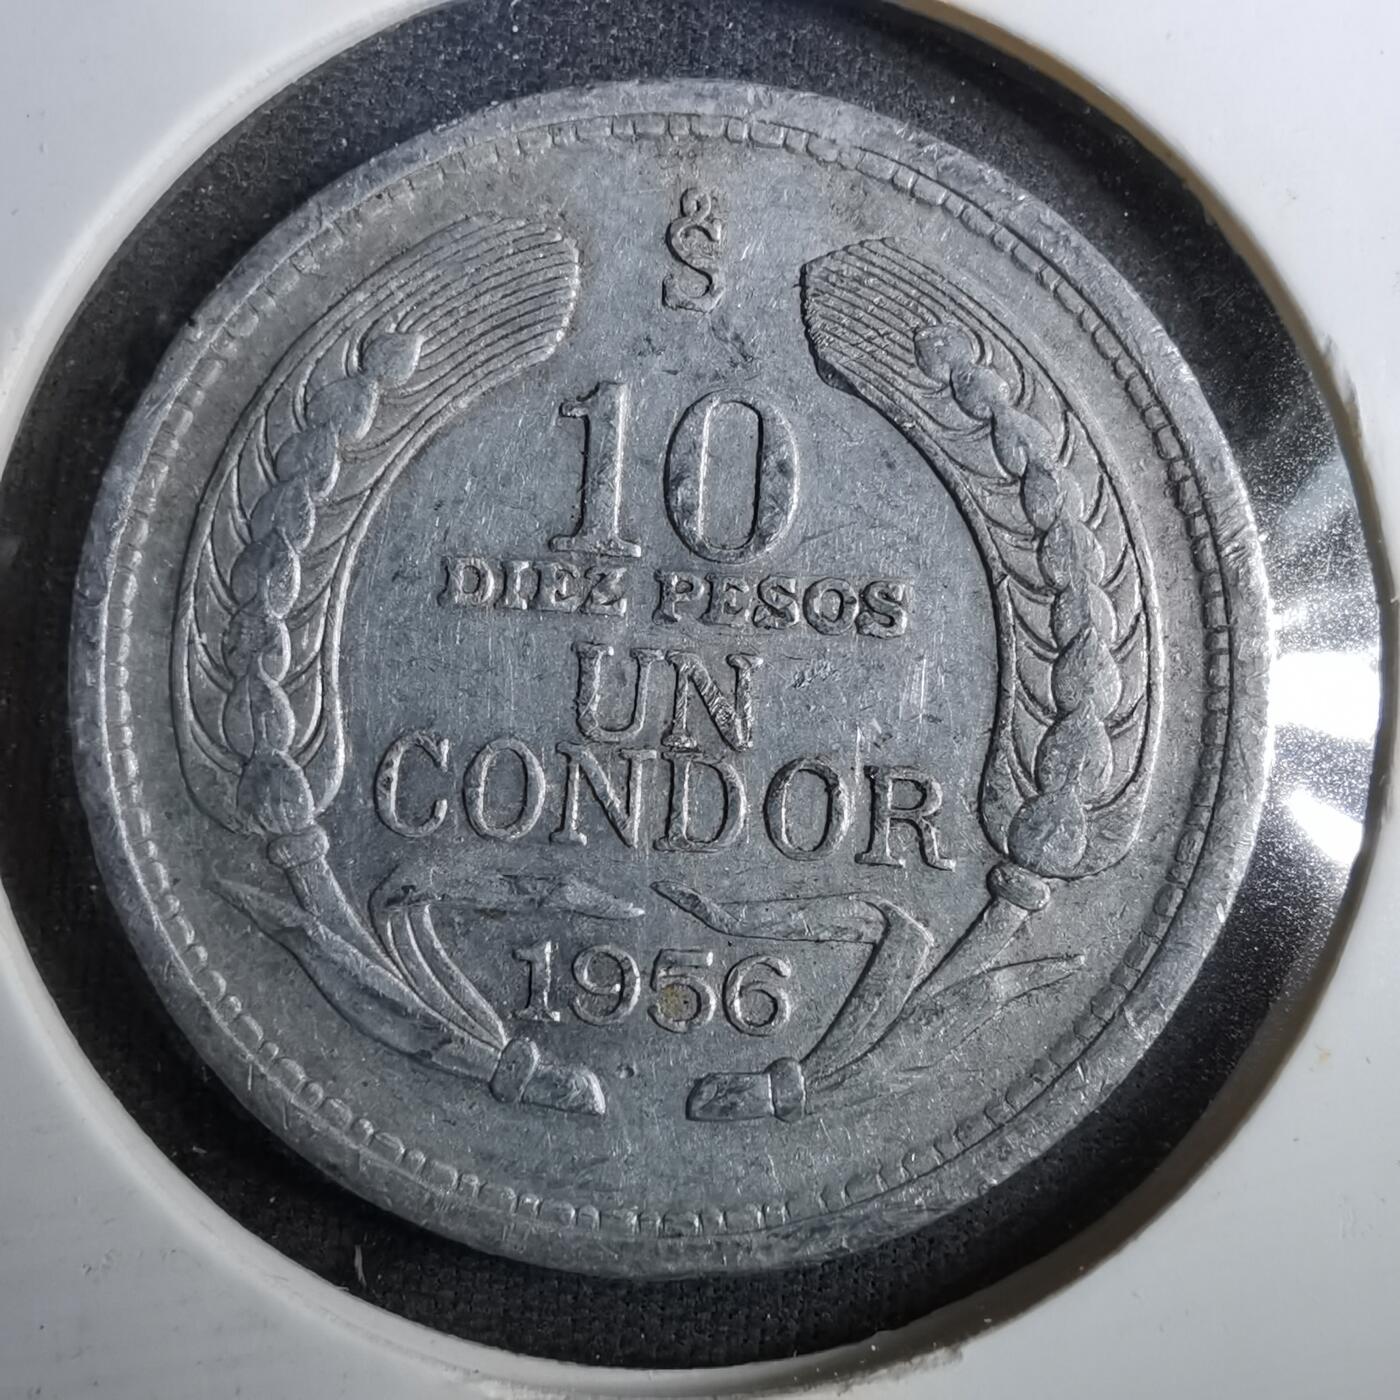 S̊
10
DIEZ PESOS
UN
CONDOR
1956